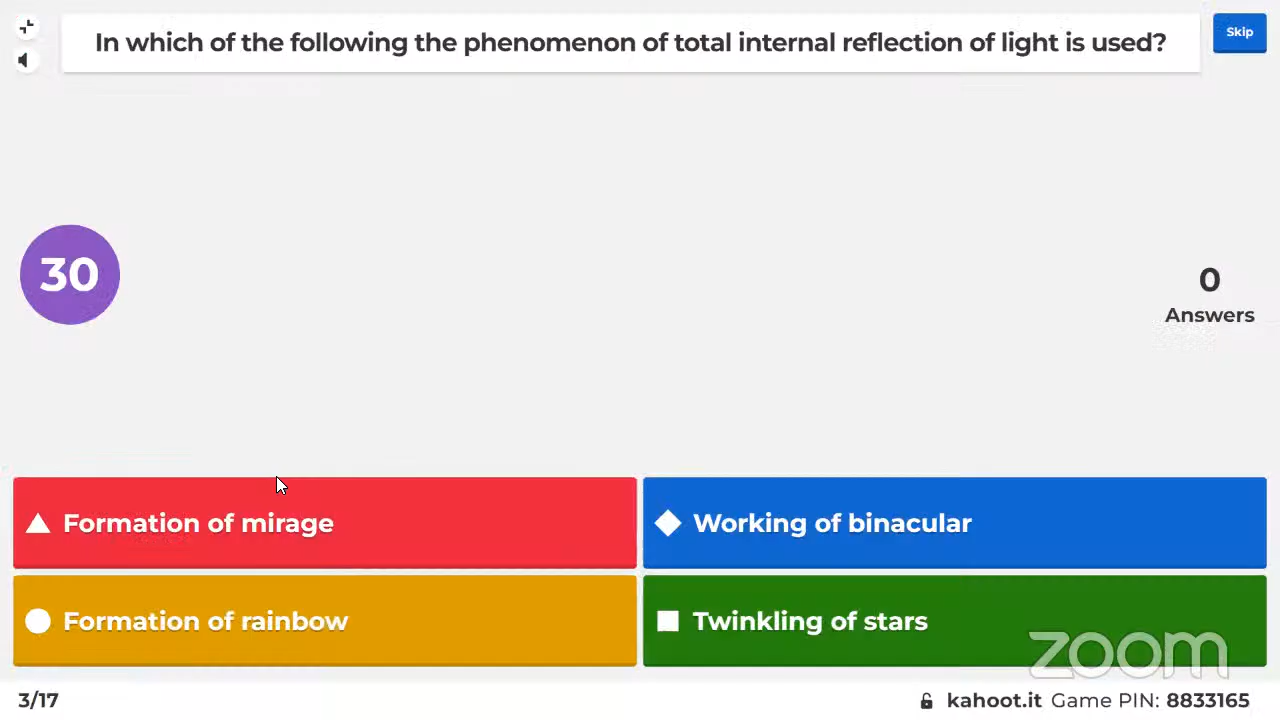 In which of the following the phenomenon of total internal reflection of light is used?
Skip
30
0
Answers
Formation of mirage
Working of binacular
Formation of rainbow
Twinkling of stars
zoom
3/17
kahoot.it Game PIN: 8833165